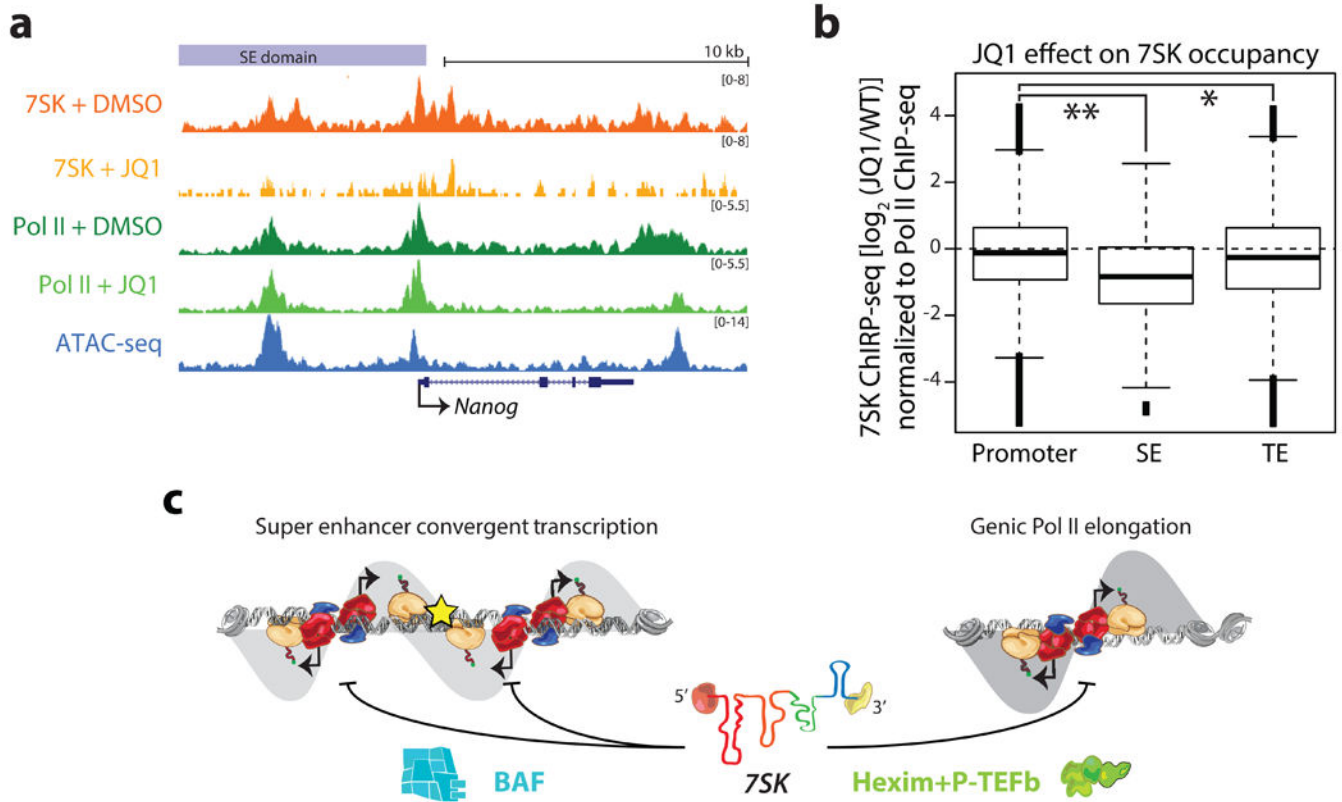 a
SE domain
10 kb
[0-8]
7SK + DMSO
[0-8]
7SK + JQ1
[0-5.5]
Pol II + DMSO
[0-5.5]
Pol II + JQ1
[0-14]
ATAC-seq
Nanog
b
JQ1 effect on 7SK occupancy
7SK ChIRP-seq [log2 (JQ1/WT)]
normalized to Pol II ChIP-seq
4
2
0
-2
-4
**
*
Promoter
SE
TE
c
Super enhancer convergent transcription
Genic Pol II elongation
5′
3′
BAF
7SK
Hexim+P-TEFb